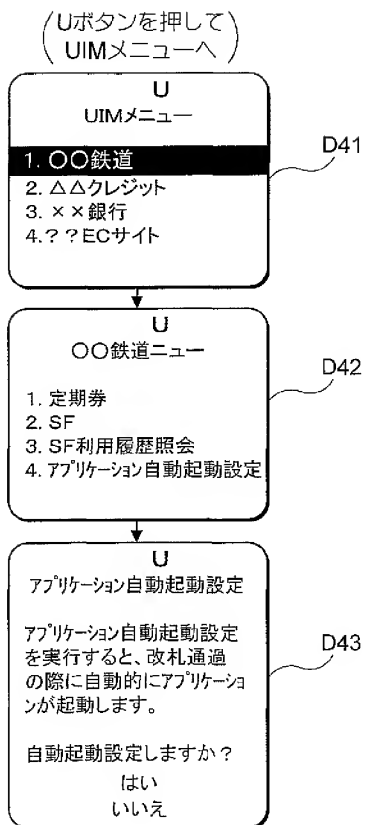 Uボタンを押して
UIMメニューへ
U
UIMメニュー
1. 〇〇鉄道
2. △△クレジット
3. ××銀行
4.??ECサイト
D41
U
〇〇鉄道ニュー
1. 定期券
2. SF
3. SF利用履歴照会
4. アプリケーション自動起動設定
D42
U
アプリケーション自動起動設定
アプリケーション自動起動設定
を実行すると、改札通過
の際に自動的にアプリケーショ
ンが起動します。
自動起動設定しますか?
はい
いいえ
D43